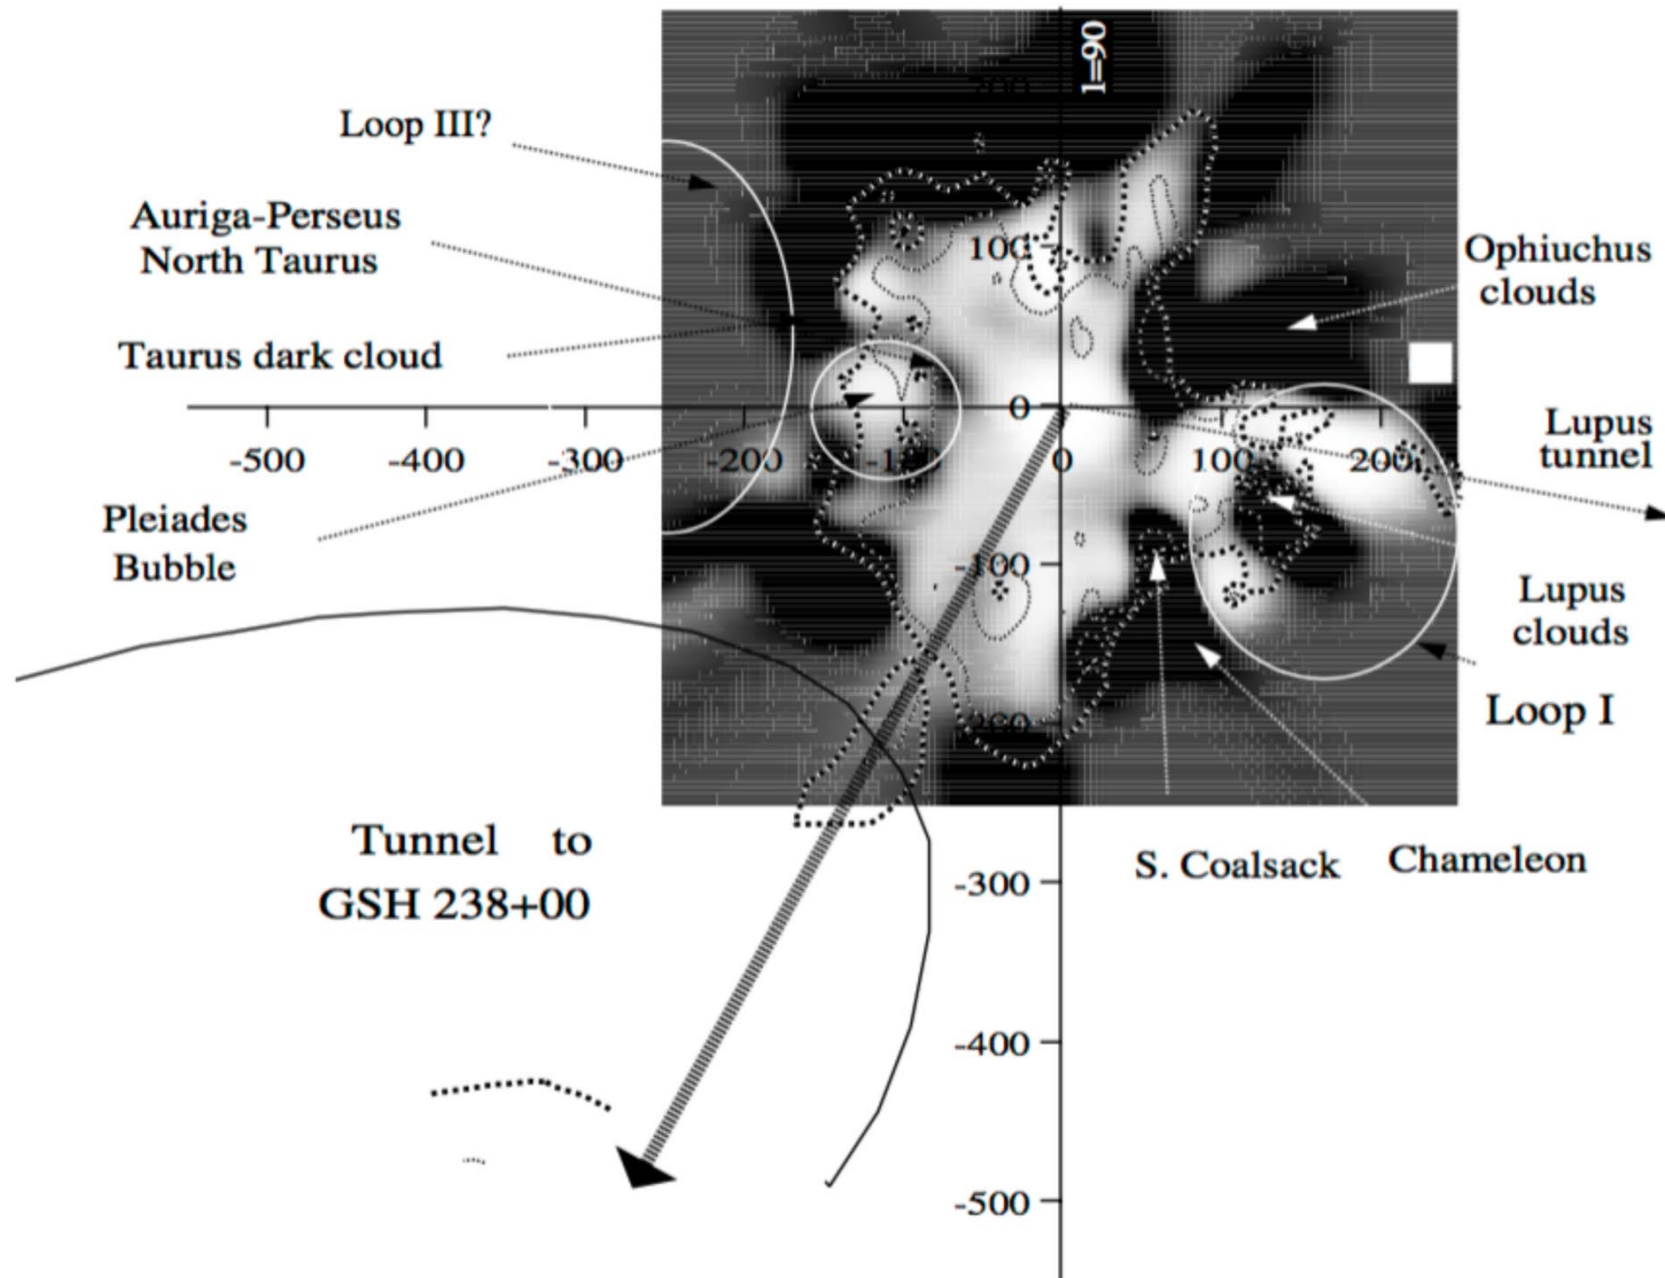 l=90
200
Loop III?
Auriga-Perseus
North Taurus
100
Ophiuchus
clouds
Taurus dark cloud
0
Lupus
tunnel
-500 -400 -300 -200 -100 0 100 200
Pleiades
Bubble
-100
Lupus
clouds
Loop I
-200
Tunnel to
GSH 238+00
-300
S. Coalsack Chameleon
-400
-500